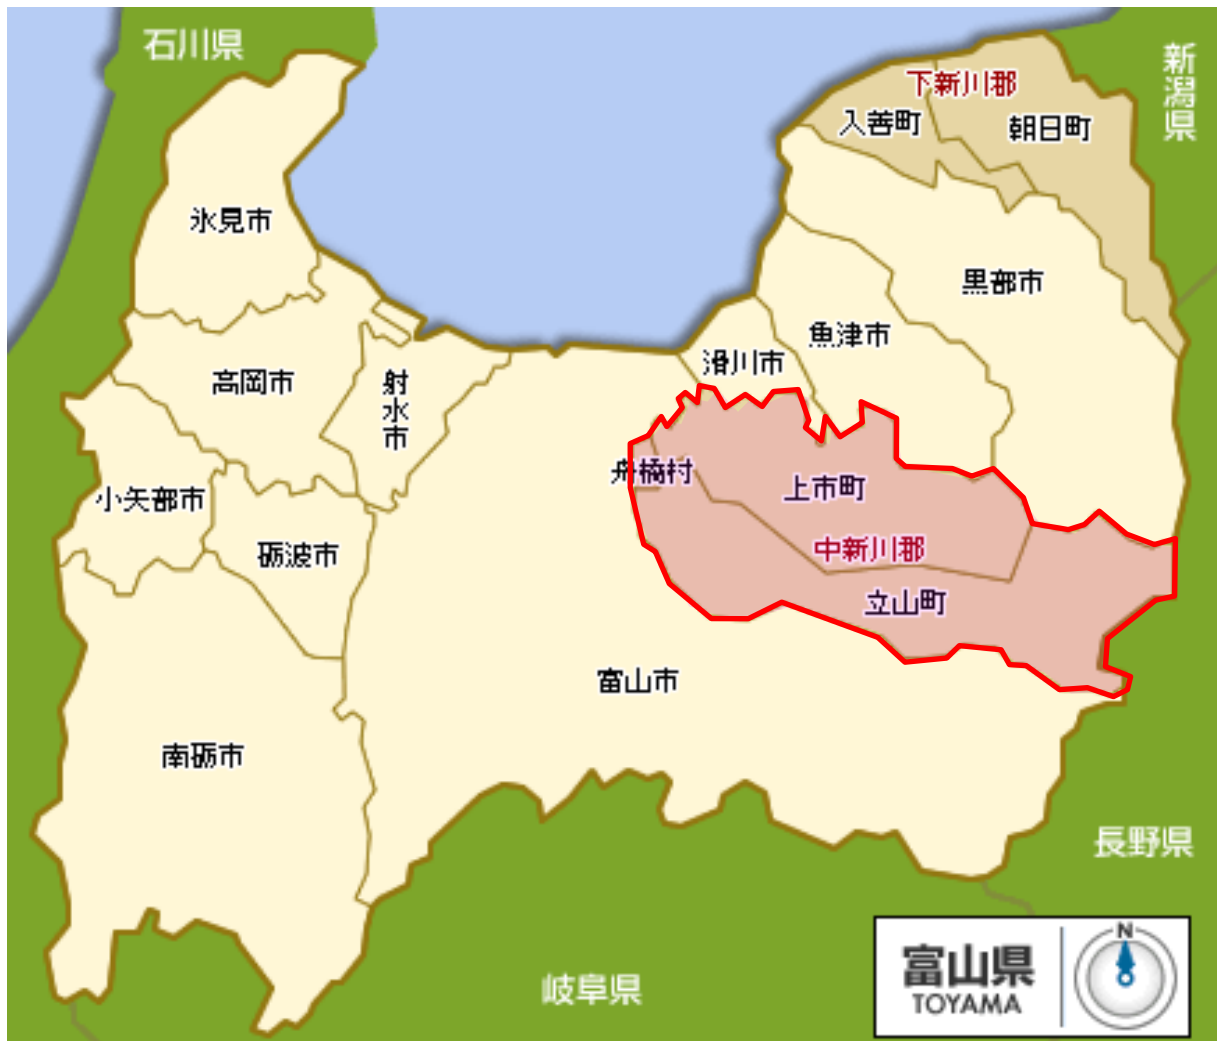 石川県
新潟県
下新川郡
入善町
朝日町
氷見市
黒部市
魚津市
滑川市
高岡市
射水市
舟橋村
上市町
小矢部市
砺波市
中新川郡
立山町
富山市
南砺市
長野県
岐阜県
富山県
TOYAMA
N